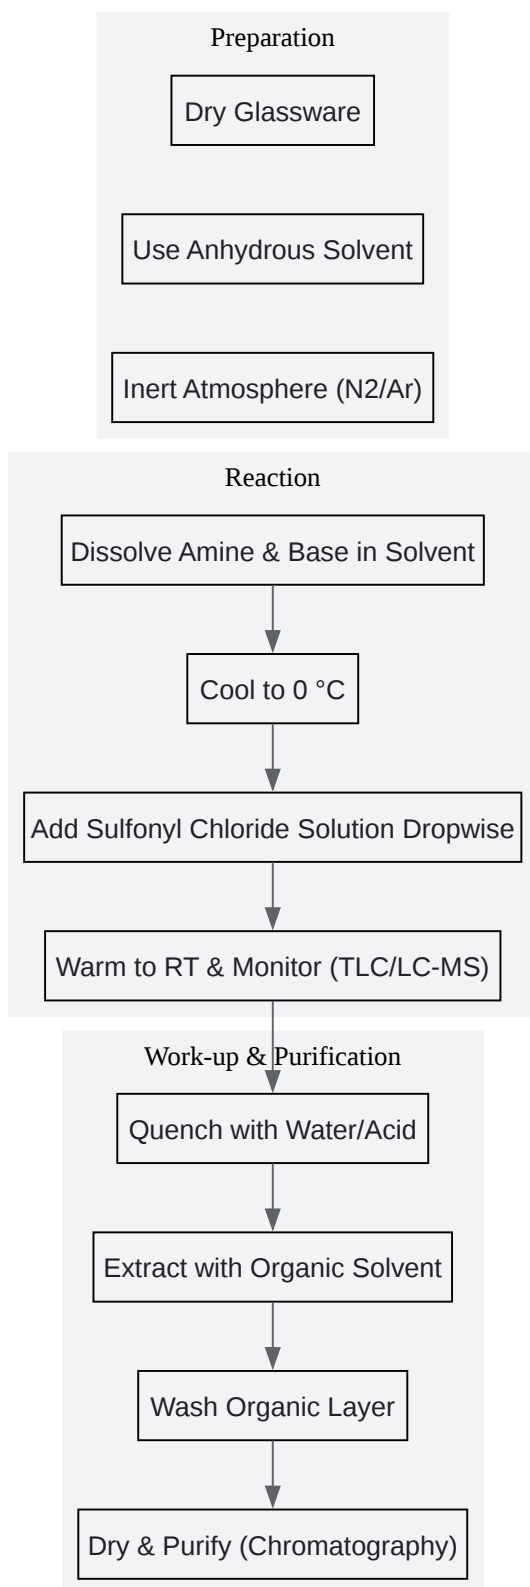 Preparation
Dry Glassware
Use Anhydrous Solvent
Inert Atmosphere (N2/Ar)
Reaction
Dissolve Amine & Base in Solvent
Cool to 0 °C
Add Sulfonyl Chloride Solution Dropwise
Warm to RT & Monitor (TLC/LC-MS)
Work-up & Purification
Quench with Water/Acid
Extract with Organic Solvent
Wash Organic Layer
Dry & Purify (Chromatography)